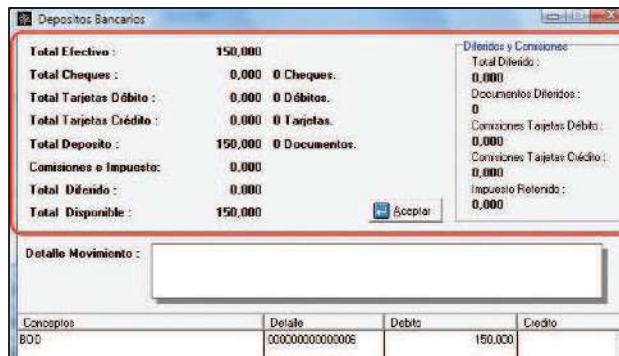 Depositos Bancarios
Total Efectivo : 150,000
Total Cheques : 0,000 0 Cheques.
Total Tarjetas Débito : 0,000 0 Débitos.
Total Tarjetas Crédito : 0,000 0 Tarjetas.
Total Deposito : 150,000 0 Documentos.
Comisiones e Impuesto: 0,000
Total Diferido : 0,000
Total Disponible : 150,000
Aceptar
Diferidos y Comisiones
Total Diferido :
0,000
Documentos Diferidos :
0
Comisiones Tarjetas Débito :
0,000
Comisiones Tarjetas Crédito :
0,000
Impuesto Retenido :
0,000
Detalle Movimiento :
Conceptos Detalle Debito Credito
BOD 000000000000006 150,000